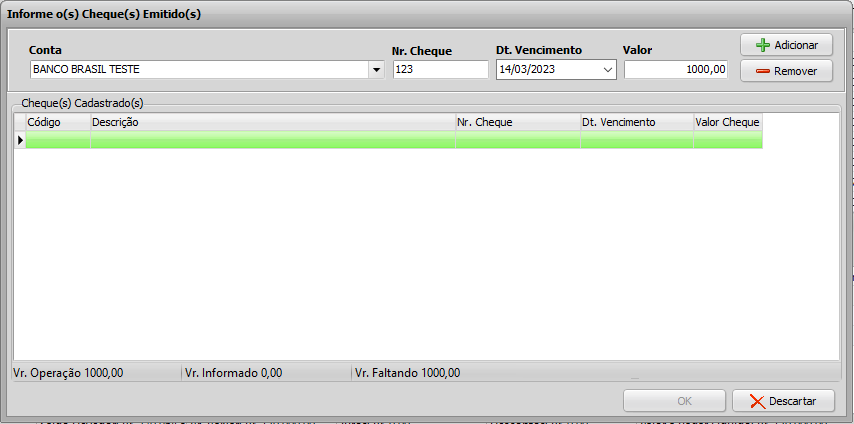 Informe o(s) Cheque(s) Emitido(s)
Conta Nr. Cheque Dt. Vencimento Valor
BANCO BRASIL TESTE 123 14/03/2023 1000,00
Adicionar
Remover
Cheque(s) Cadastrado(s)
Código Descrição Nr. Cheque Dt. Vencimento Valor Cheque
Vr. Operação 1000,00 Vr. Informado 0,00 Vr. Faltando 1000,00
OK Descartar